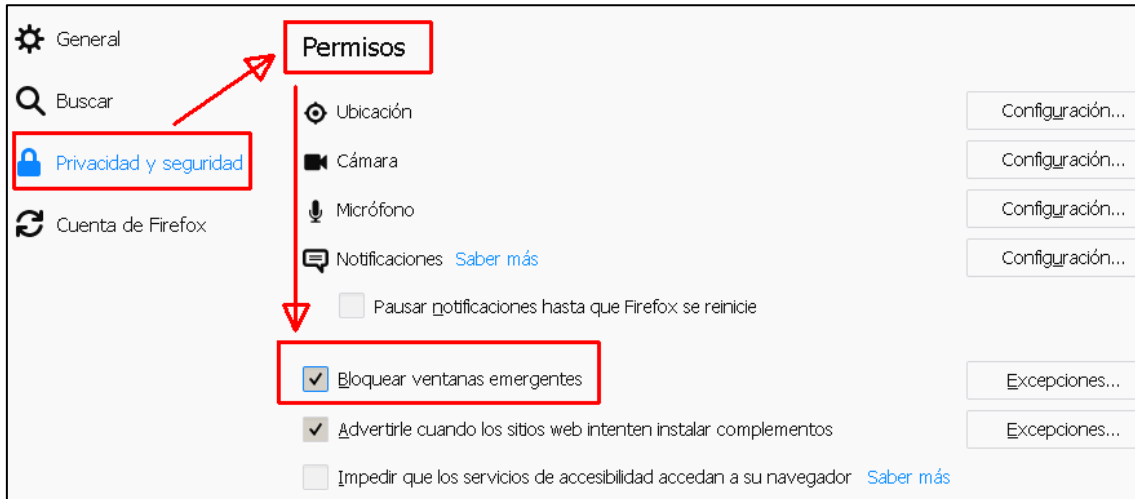 General
Buscar
Privacidad y seguridad
Cuenta de Firefox
Permisos
Ubicación Configuración...
Cámara Configuración...
Micrófono Configuración...
Notificaciones Saber más Configuración...
Pausar notificaciones hasta que Firefox se reinicie
Bloquear ventanas emergentes Excepciones...
Advertirle cuando los sitios web intenten instalar complementos Excepciones...
Impedir que los servicios de accesibilidad accedan a su navegador Saber más